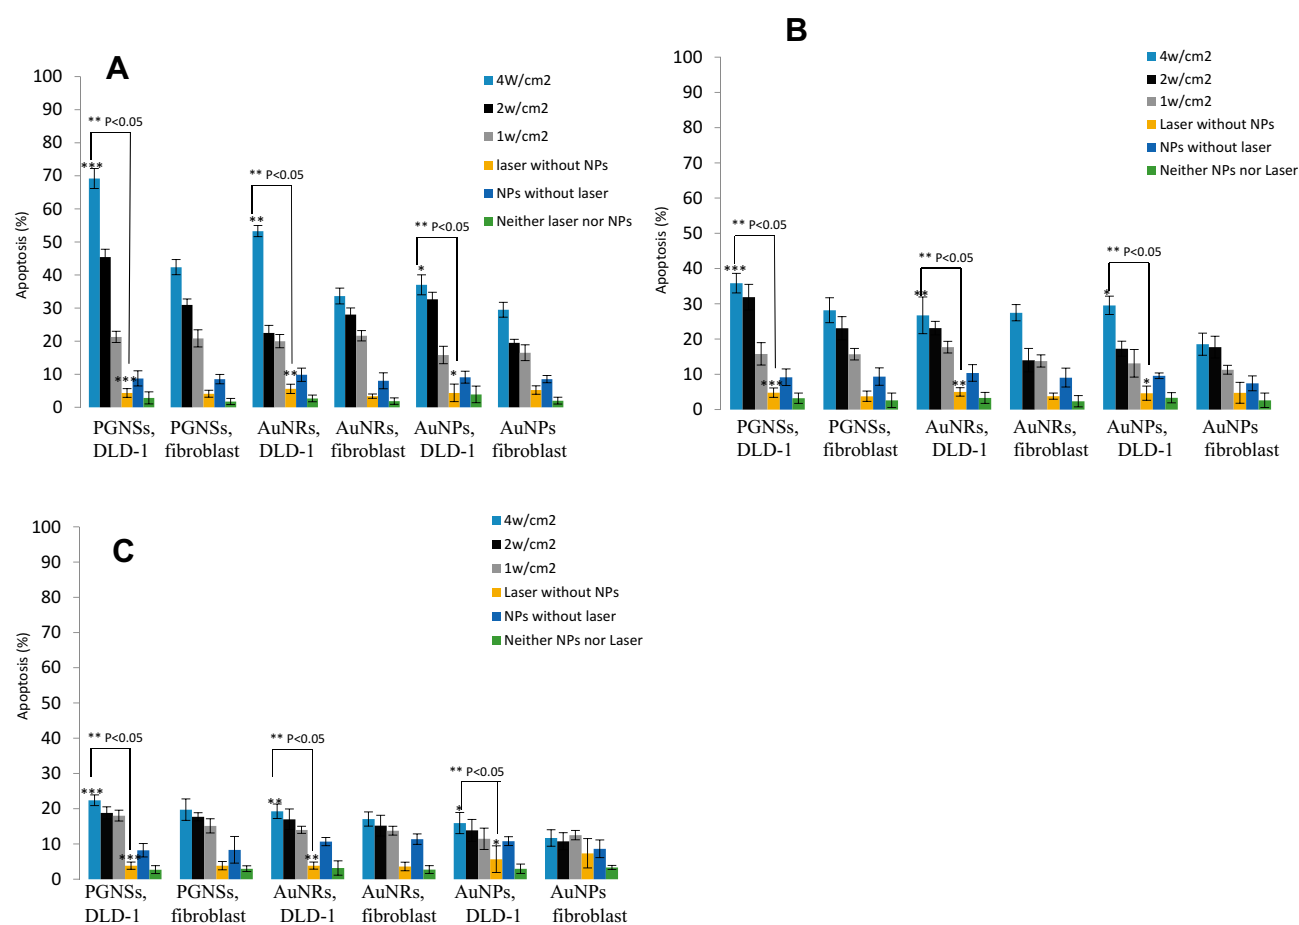 A
100
90
80
70
60
50
40
30
20
10
0
Apoptosis (%)
4W/cm2
2w/cm2
1w/cm2
laser without NPs
NPs without laser
Neither laser nor NPs
** P<0.05
***
***
** P<0.05
**
**
** P<0.05
*
*
PGNSs, DLD-1
PGNSs, fibroblast
AuNRs, DLD-1
AuNRs, fibroblast
AuNPs, DLD-1
AuNPs fibroblast
B
100
90
80
70
60
50
40
30
20
10
0
Apoptosis (%)
4w/cm2
2w/cm2
1w/cm2
Laser without NPs
NPs without laser
Neither NPs nor Laser
** P<0.05
***
***
** P<0.05
**
**
** P<0.05
*
*
PGNSs, DLD-1
PGNSs, fibroblast
AuNRs, DLD-1
AuNRs, fibroblast
AuNPs, DLD-1
AuNPs fibroblast
C
100
90
80
70
60
50
40
30
20
10
0
Apoptosis (%)
4w/cm2
2w/cm2
1w/cm2
Laser without NPs
NPs without laser
Neither NPs nor Laser
** P<0.05
***
***
** P<0.05
**
**
** P<0.05
*
*
PGNSs, DLD-1
PGNSs, fibroblast
AuNRs, DLD-1
AuNRs, fibroblast
AuNPs, DLD-1
AuNPs fibroblast